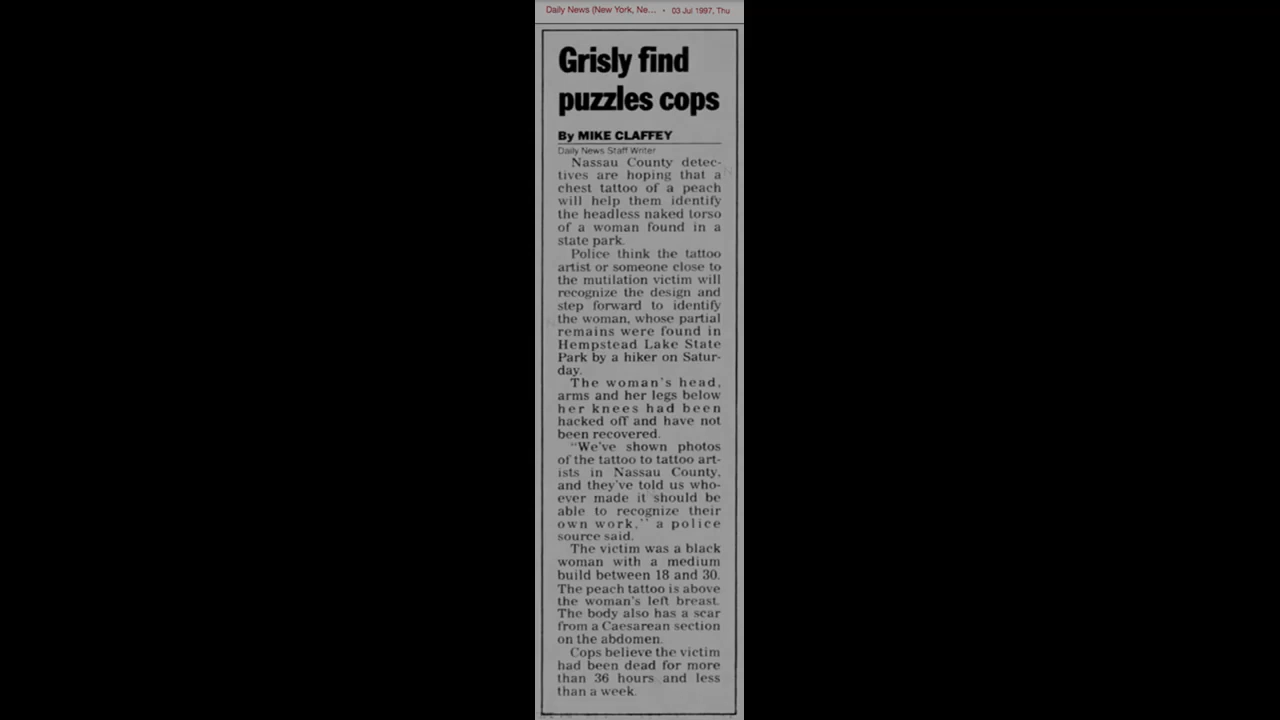 Daily News (New York, Ne... - 03 Jul 1997, Thu
Grisly find
puzzles cops
By MIKE CLAFFEY
Daily News Staff Writer
Nassau County detec-
tives are hoping that a
chest tattoo of a peach
will help them identify
the headless naked torso
of a woman found in a
state park.
Police think the tattoo
artist or someone close to
the mutilation victim will
recognize the design and
step forward to identify
the woman, whose partial
remains were found in
Hempstead Lake State
Park by a hiker on Satur-
day.
The woman's head,
arms and her legs below
her knees had been
hacked off and have not
been recovered.
"We've shown photos
of the tattoo to tattoo art-
ists in Nassau County,
and they've told us who-
ever made it should be
able to recognize their
own work," a police
source said.
The victim was a black
woman with a medium
build between 18 and 30.
The peach tattoo is above
the woman's left breast.
The body also has a scar
from a Caesarean section
on the abdomen.
Cops believe the victim
had been dead for more
than 36 hours and less
than a week.